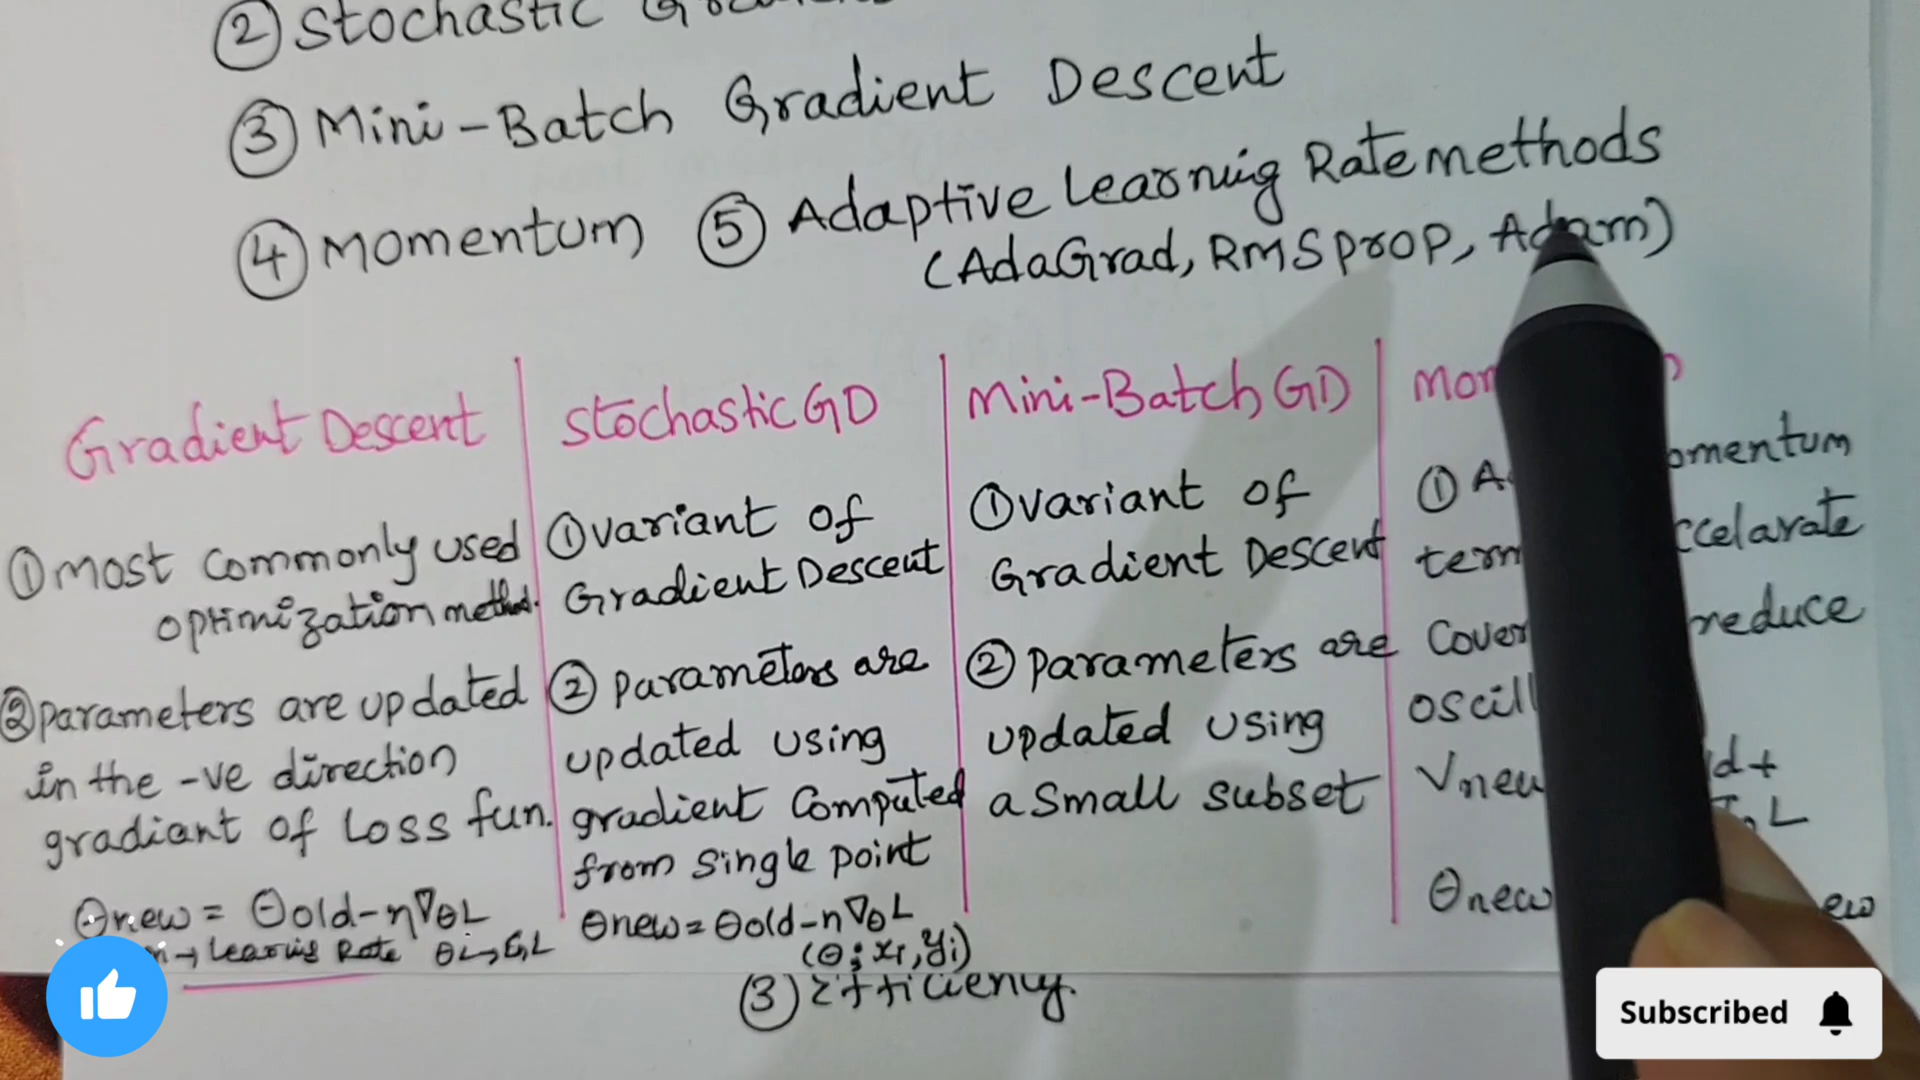 ② Stochastic
③ Mini-Batch Gradient Descent
④ Momentum ⑤ Adaptive Learning Rate methods
(AdaGrad, RMSprop, Adam)
Gradient Descent
① most commonly used
optimization method.
② parameters are updated
in the -ve direction
gradiant of Loss fun.
θnew = θold-η∇θL
η→ Learning Rate
Stochastic GD
① variant of
Gradient Descent
② parameters are
updated using
gradient computed
from single point
θnew = θold-η∇θL
(θ; xi, yi)
Mini-Batch GD
① variant of
Gradient Descent
② parameters are
updated using
a small subset
①
reduce
θnew
③ Efficiency.
Subscribed